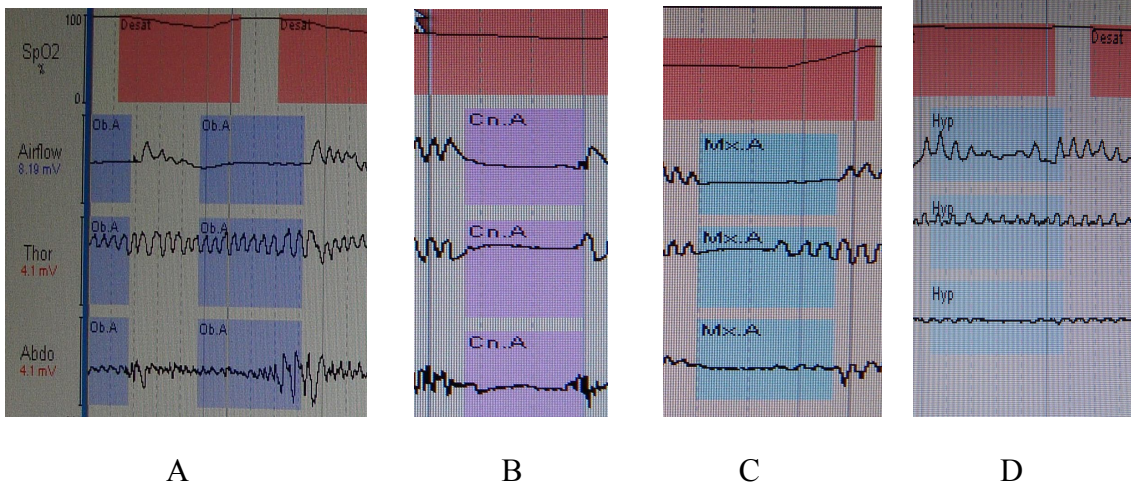 100
Desat
Desat
SpO2
%
0
Ob.A
Ob.A
Airflow
8.19 mV
Ob.A
Ob.A
Thor
4.1 mV
Ob.A
Ob.A
Abdo
4.1 mV
Cn.A
Cn.A
Cn.A
Mx.A
Mx.A
Mx.A
Desat
Hyp
Hyp
Hyp
A
B
C
D